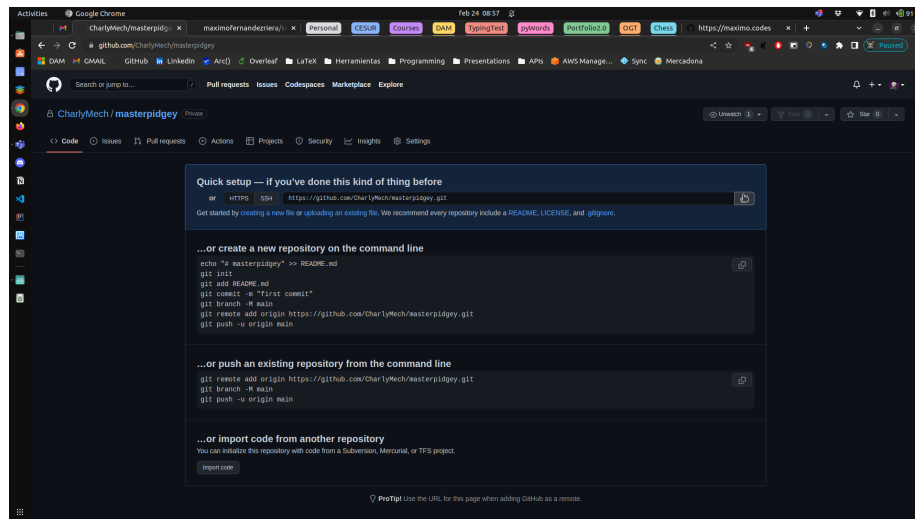 Activities Google Chrome Feb 24 08:57 91
CharlyMech/masterpidge × maximofernandezriera/ × Personal CESUR Courses DAM TypingTest pyWords Portfolio2.0 OGT Chess https://maximo.codes × +
github.com/CharlyMech/masterpidgey Paused
DAM GMAIL GitHub LinkedIn Arc() Overleaf LaTeX Herramientas Programming Presentations APIs AWS Manage... Sync Mercadona
Search or jump to... / Pull requests Issues Codespaces Marketplace Explore
CharlyMech / masterpidgey Private Unwatch 1 Fork 0 Star 0
Code Issues Pull requests Actions Projects Security Insights Settings
Quick setup — if you've done this kind of thing before
or HTTPS SSH https://github.com/CharlyMech/masterpidgey.git
Get started by creating a new file or uploading an existing file. We recommend every repository include a README, LICENSE, and .gitignore.
…or create a new repository on the command line
echo "# masterpidgey" >> README.md
git init
git add README.md
git commit -m "first commit"
git branch -M main
git remote add origin https://github.com/CharlyMech/masterpidgey.git
git push -u origin main
…or push an existing repository from the command line
git remote add origin https://github.com/CharlyMech/masterpidgey.git
git branch -M main
git push -u origin main
…or import code from another repository
You can initialize this repository with code from a Subversion, Mercurial, or TFS project.
Import code
ProTip! Use the URL for this page when adding GitHub as a remote.